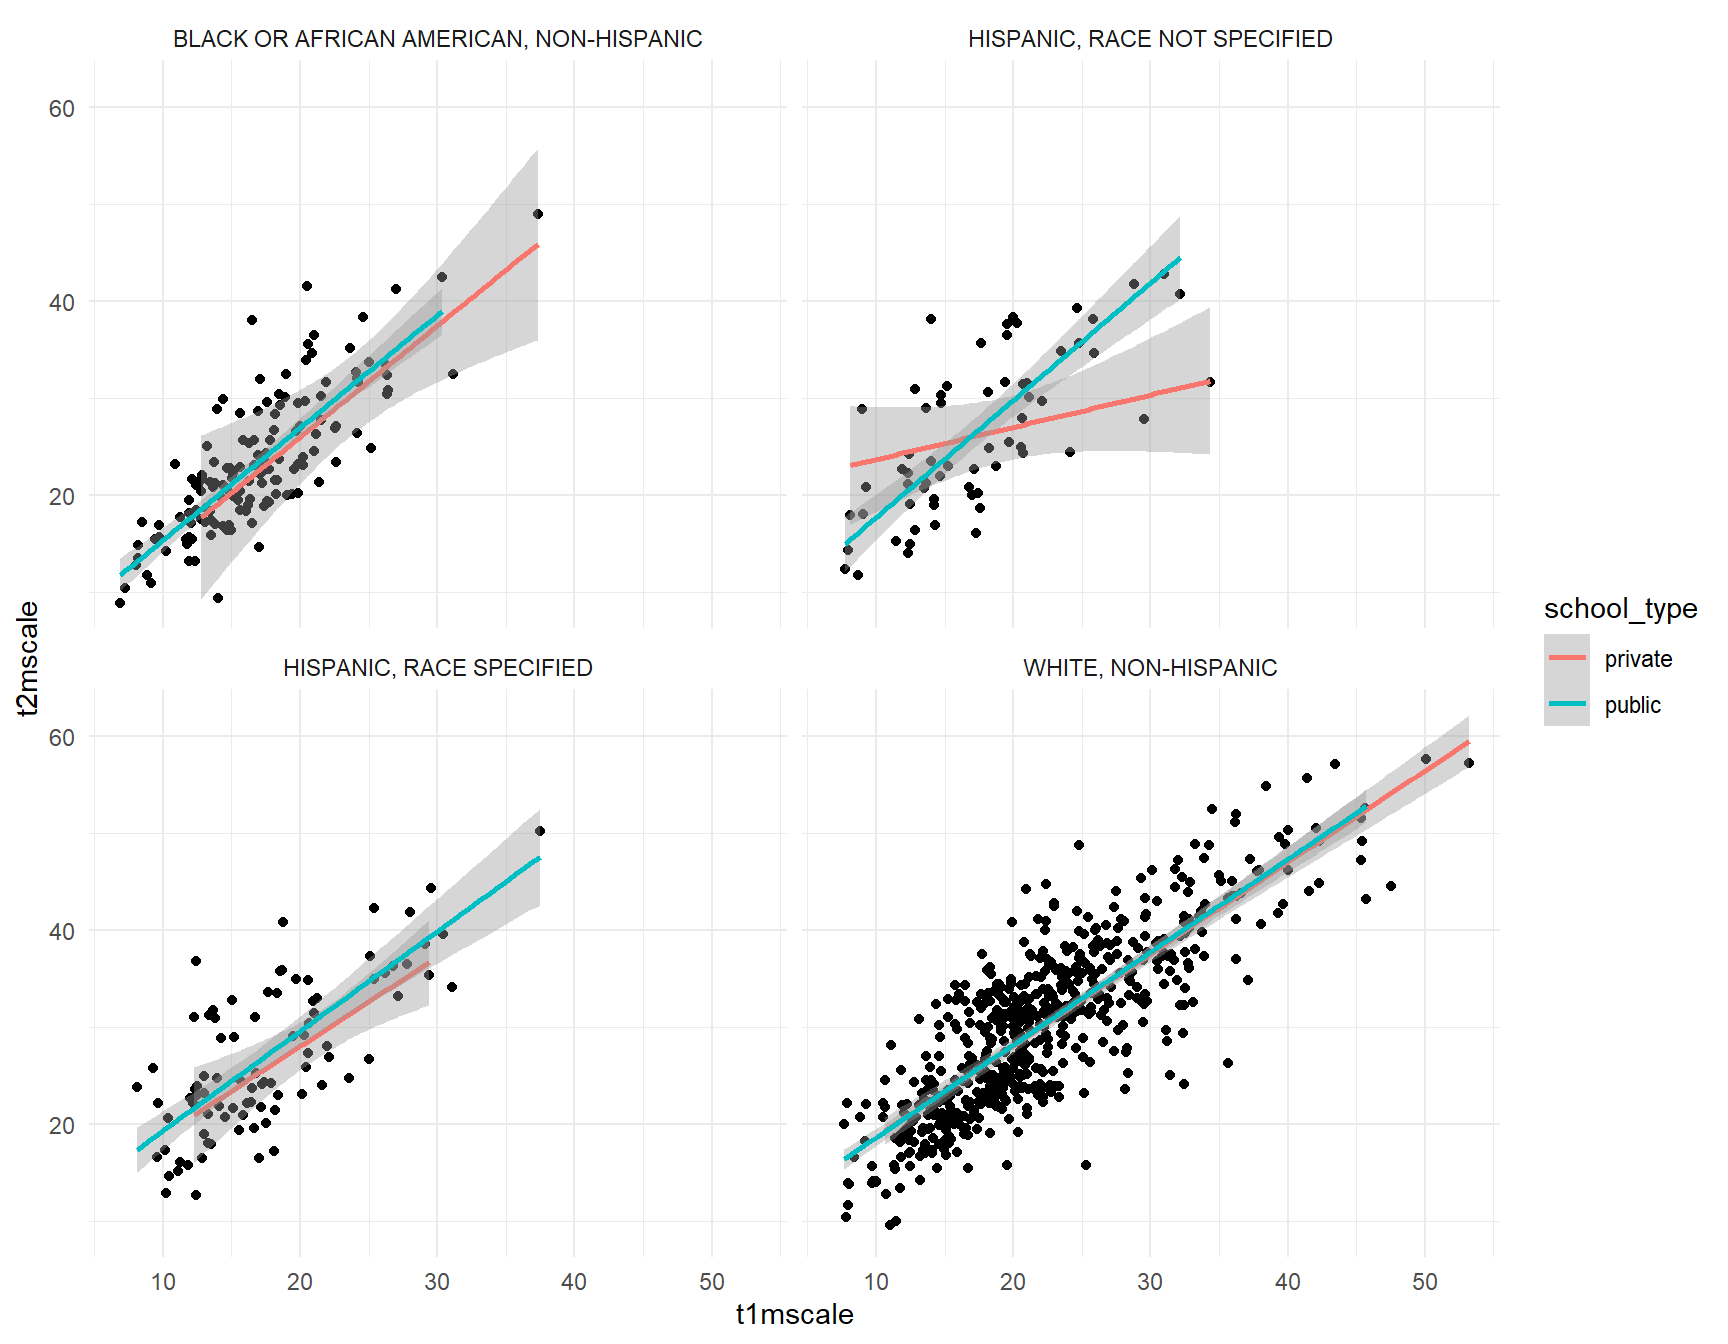 BLACK OR AFRICAN AMERICAN, NON-HISPANIC
HISPANIC, RACE NOT SPECIFIED
60
40
20
HISPANIC, RACE SPECIFIED
WHITE, NON-HISPANIC
60
40
20
10 20 30 40 50
10 20 30 40 50
t1mscale
t2mscale
school_type
private
public